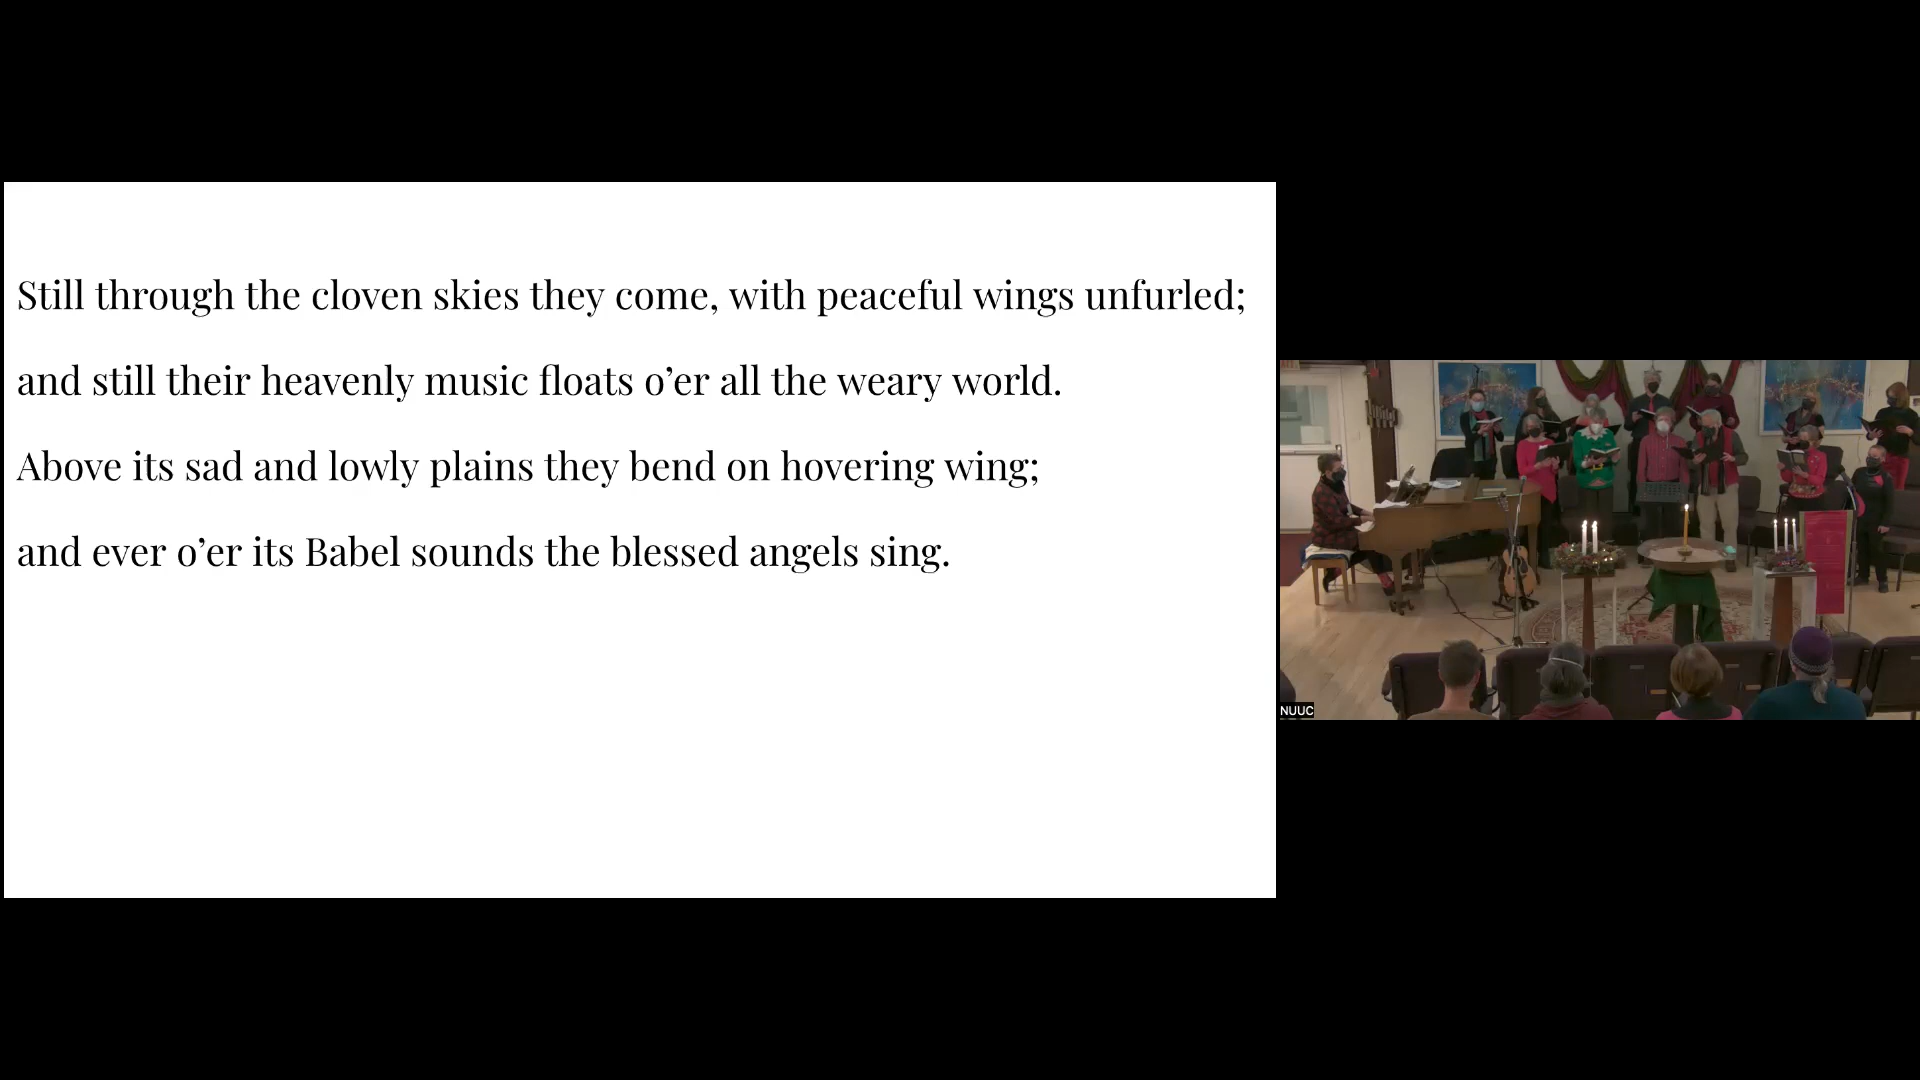 Still through the cloven skies they come, with peaceful wings unfurled;
and still their heavenly music floats o’er all the weary world.
Above its sad and lowly plains they bend on hovering wing;
and ever o’er its Babel sounds the blessed angels sing.
NUUC